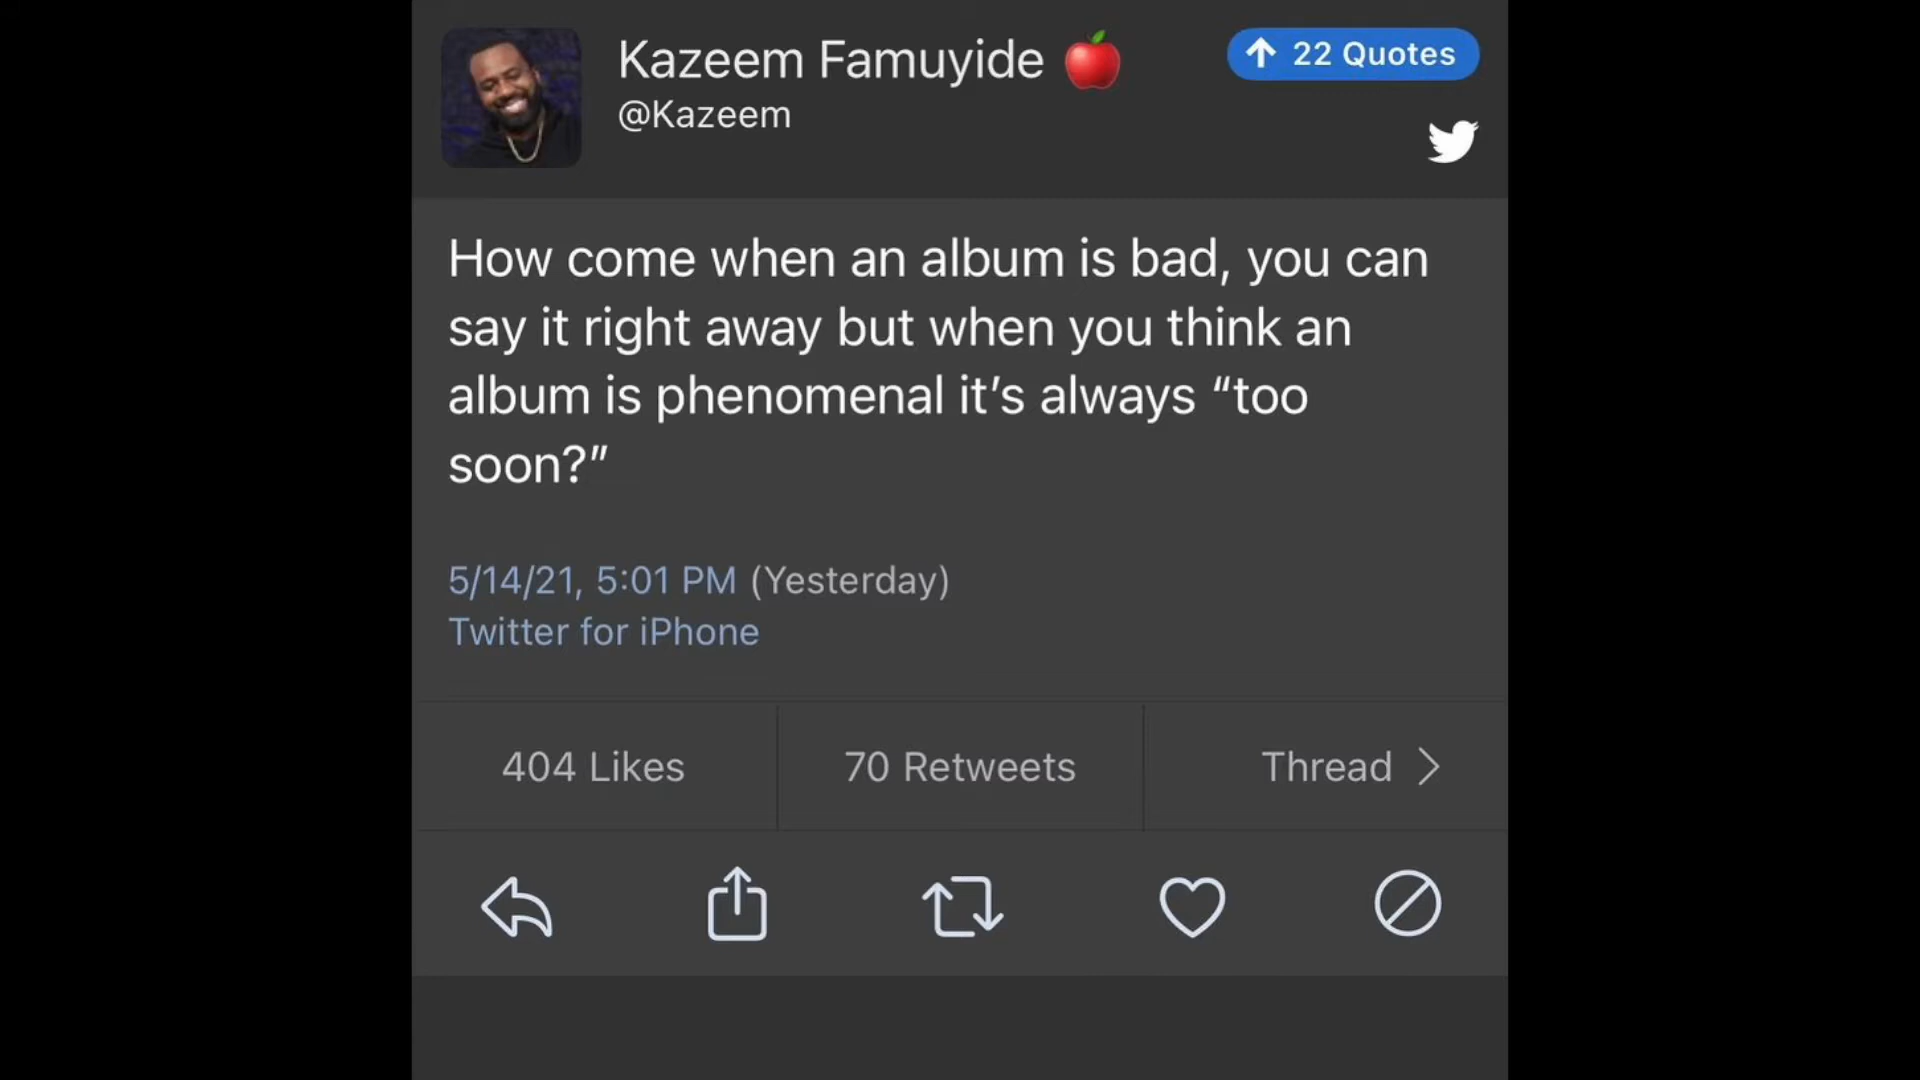 Kazeem Famuyide 🍎
22 Quotes
@Kazeem
How come when an album is bad, you can
say it right away but when you think an
album is phenomenal it’s always “too
soon?”
5/14/21, 5:01 PM (Yesterday)
Twitter for iPhone
404 Likes
70 Retweets
Thread